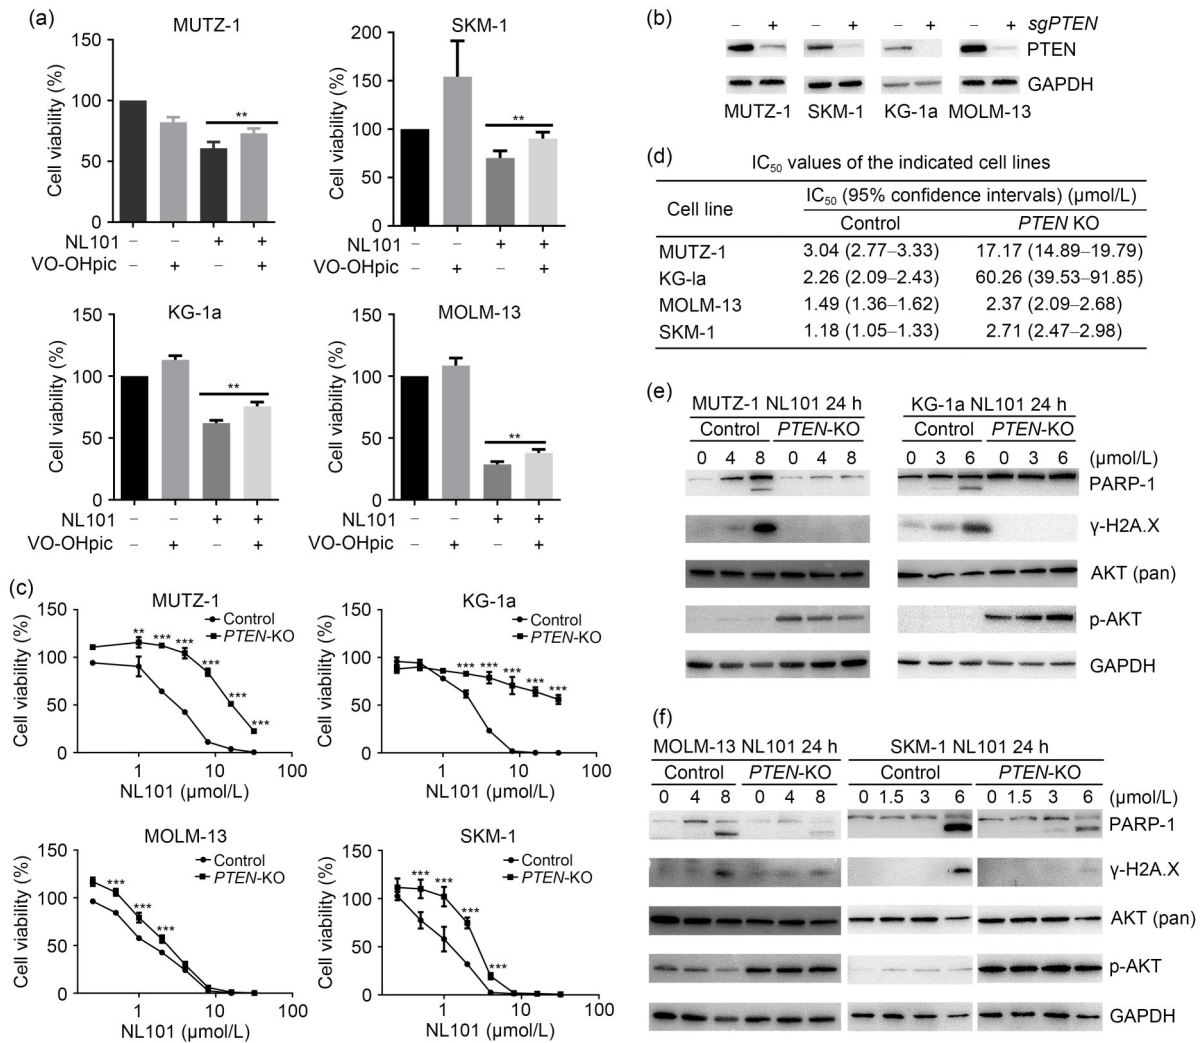 (a)
MUTZ-1
Cell viability (%)
150
100
50
0
**
NL101 – – + +
VO-OHpic – + – +
SKM-1
Cell viability (%)
200
150
100
50
0
**
NL101 – – + +
VO-OHpic – + – +
KG-1a
Cell viability (%)
150
100
50
0
**
NL101 – – + +
VO-OHpic – + – +
MOLM-13
Cell viability (%)
150
100
50
0
**
NL101 – – + +
VO-OHpic – + – +
(b)
– + – + – + – + sgPTEN
PTEN
GAPDH
MUTZ-1 SKM-1 KG-1a MOLM-13
(c)
MUTZ-1
Control
PTEN-KO
Cell viability (%)
150
100
50
0
** *** *** *** *** ***
1 10 100
NL101 (μmol/L)
KG-1a
Control
PTEN-KO
Cell viability (%)
150
100
50
0
*** *** *** *** ***
1 10 100
NL101 (μmol/L)
MOLM-13
Control
PTEN-KO
Cell viability (%)
150
100
50
0
*** *** ***
1 10 100
NL101 (μmol/L)
SKM-1
Control
PTEN-KO
Cell viability (%)
150
100
50
0
*** *** *** ***
1 10 100
NL101 (μmol/L)
(d)
IC50 values of the indicated cell lines
Cell line IC50 (95% confidence intervals) (μmol/L)
Control PTEN KO
MUTZ-1 3.04 (2.77–3.33) 17.17 (14.89–19.79)
KG-la 2.26 (2.09–2.43) 60.26 (39.53–91.85)
MOLM-13 1.49 (1.36–1.62) 2.37 (2.09–2.68)
SKM-1 1.18 (1.05–1.33) 2.71 (2.47–2.98)
(e)
MUTZ-1 NL101 24 h KG-1a NL101 24 h
Control PTEN-KO Control PTEN-KO
0 4 8 0 4 8 0 3 6 0 3 6 (μmol/L)
PARP-1
γ-H2A.X
AKT (pan)
p-AKT
GAPDH
(f)
MOLM-13 NL101 24 h SKM-1 NL101 24 h
Control PTEN-KO Control PTEN-KO
0 4 8 0 4 8 0 1.5 3 6 0 1.5 3 6 (μmol/L)
PARP-1
γ-H2A.X
AKT (pan)
p-AKT
GAPDH